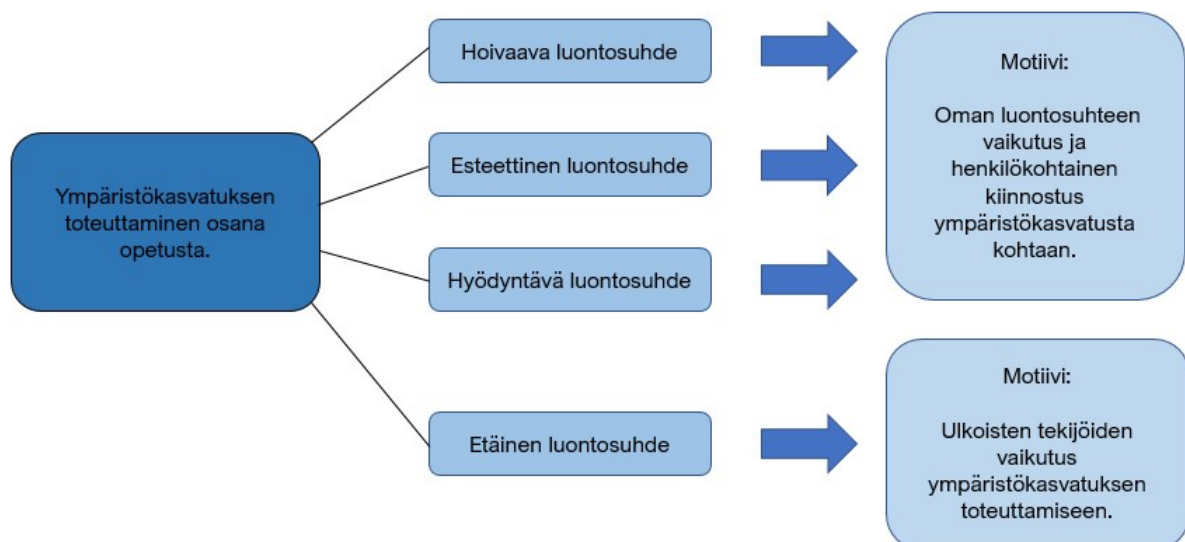 Ympäristökasvatuksen
toteuttaminen osana
opetusta.
Hoivaava luontosuhde
Esteettinen luontosuhde
Hyödyntävä luontosuhde
Etäinen luontosuhde
Motiivi:
Oman luontosuhteen
vaikutus ja
henkilökohtainen
kiinnostus
ympäristökasvatusta
kohtaan.
Motiivi:
Ulkoisten tekijöiden
vaikutus
ympäristökasvatuksen
toteuttamiseen.